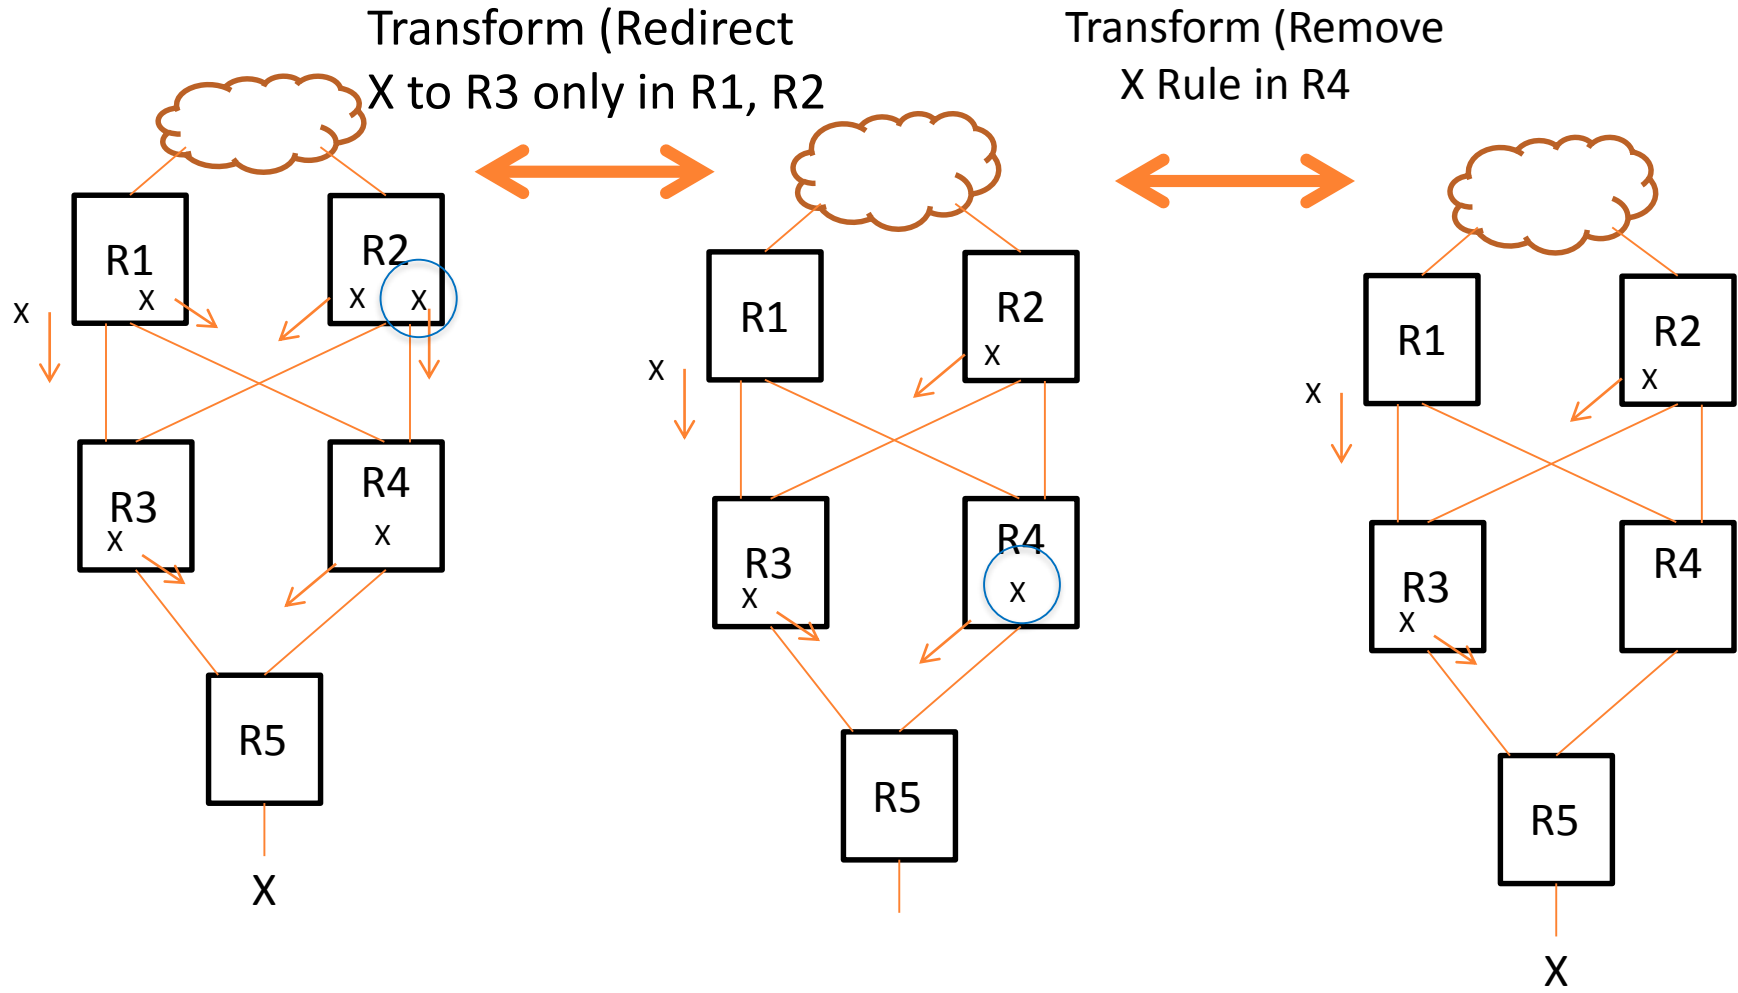 Transform (Redirect
X to R3 only in R1, R2
Transform (Remove
X Rule in R4
R1
x
x
R2
x
x
R3
x
R4
x
R5
X
R1
x
R2
x
R3
x
R4
x
R5
R1
x
R2
x
R3
x
R4
R5
X